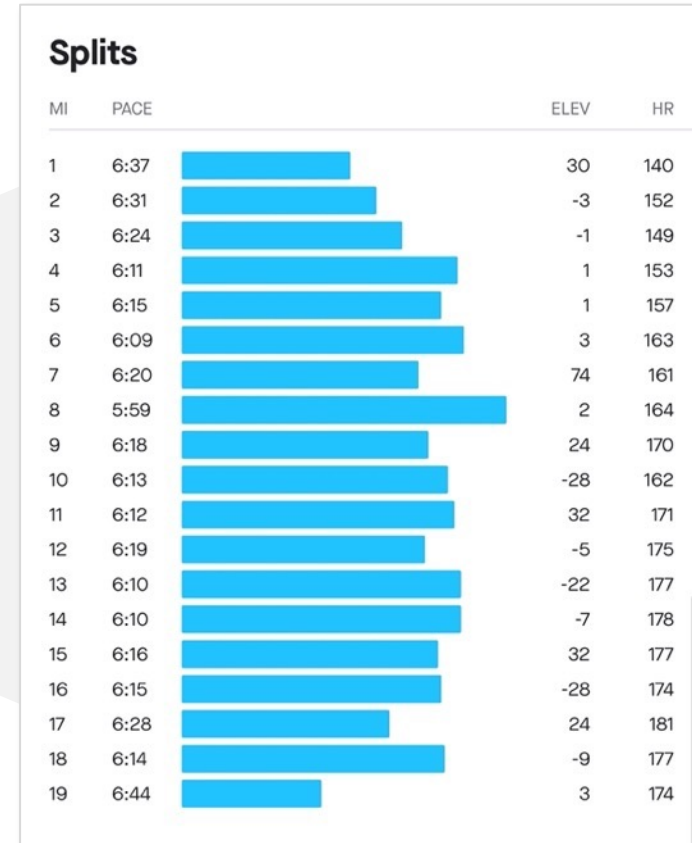 Splits
MI PACE ELEV HR
1 6:37 30 140
2 6:31 -3 152
3 6:24 -1 149
4 6:11 1 153
5 6:15 1 157
6 6:09 3 163
7 6:20 74 161
8 5:59 2 164
9 6:18 24 170
10 6:13 -28 162
11 6:12 32 171
12 6:19 -5 175
13 6:10 -22 177
14 6:10 -7 178
15 6:16 32 177
16 6:15 -28 174
17 6:28 24 181
18 6:14 -9 177
19 6:44 3 174